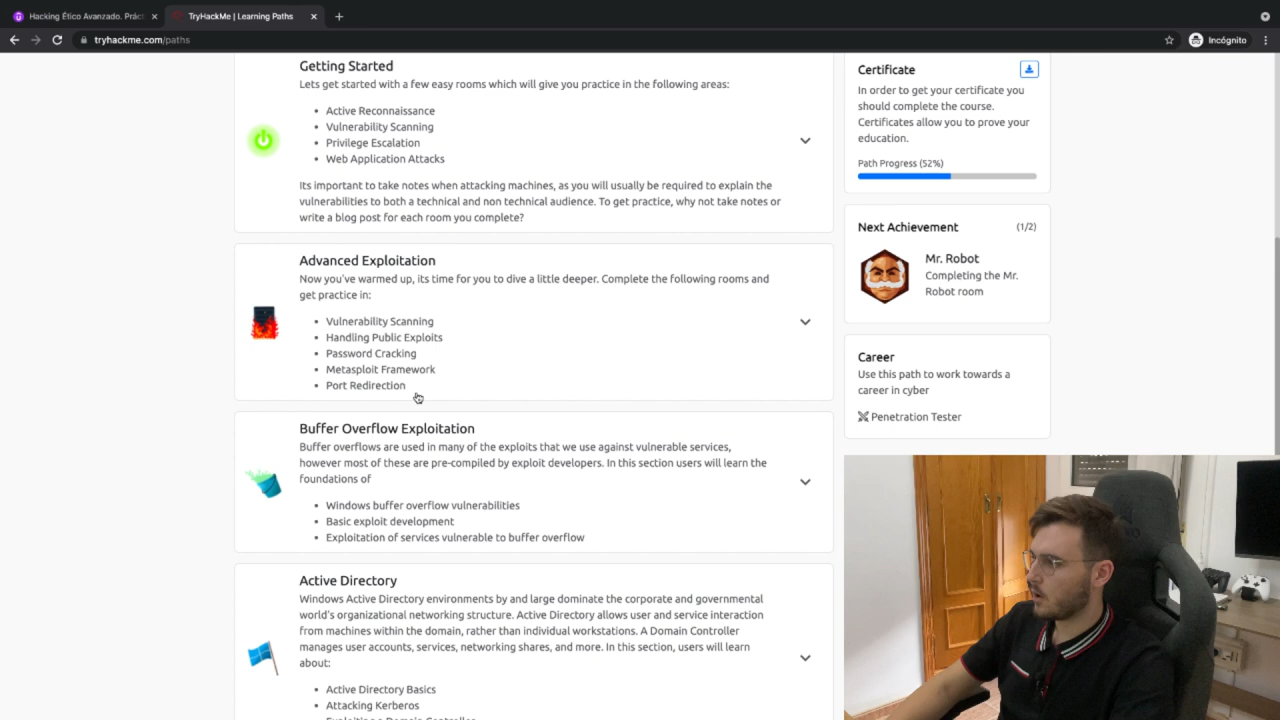 Hacking Ético Avanzado. Práct
TryHackMe | Learning Paths
tryhackme.com/paths
Incógnito
Getting Started
Lets get started with a few easy rooms which will give you practice in the following areas:
Active Reconnaissance
Vulnerability Scanning
Privilege Escalation
Web Application Attacks
Its important to take notes when attacking machines, as you will usually be required to explain the
vulnerabilities to both a technical and non technical audience. To get practice, why not take notes or
write a blog post for each room you complete?
Advanced Exploitation
Now you've warmed up, its time for you to dive a little deeper. Complete the following rooms and
get practice in:
Vulnerability Scanning
Handling Public Exploits
Password Cracking
Metasploit Framework
Port Redirection
Buffer Overflow Exploitation
Buffer overflows are used in many of the exploits that we use against vulnerable services,
however most of these are pre-compiled by exploit developers. In this section users will learn the
foundations of
Windows buffer overflow vulnerabilities
Basic exploit development
Exploitation of services vulnerable to buffer overflow
Active Directory
Windows Active Directory environments by and large dominate the corporate and governmental
world's organizational networking structure. Active Directory allows user and service interaction
from machines within the domain, rather than individual workstations. A Domain Controller
manages user accounts, services, networking shares, and more. In this section, users will learn
about:
Active Directory Basics
Attacking Kerberos
Exploiting a Domain Controller
Certificate
In order to get your certificate you
should complete the course.
Certificates allow you to prove your
education.
Path Progress (52%)
Next Achievement (1/2)
Mr. Robot
Completing the Mr.
Robot room
Career
Use this path to work towards a
career in cyber
Penetration Tester